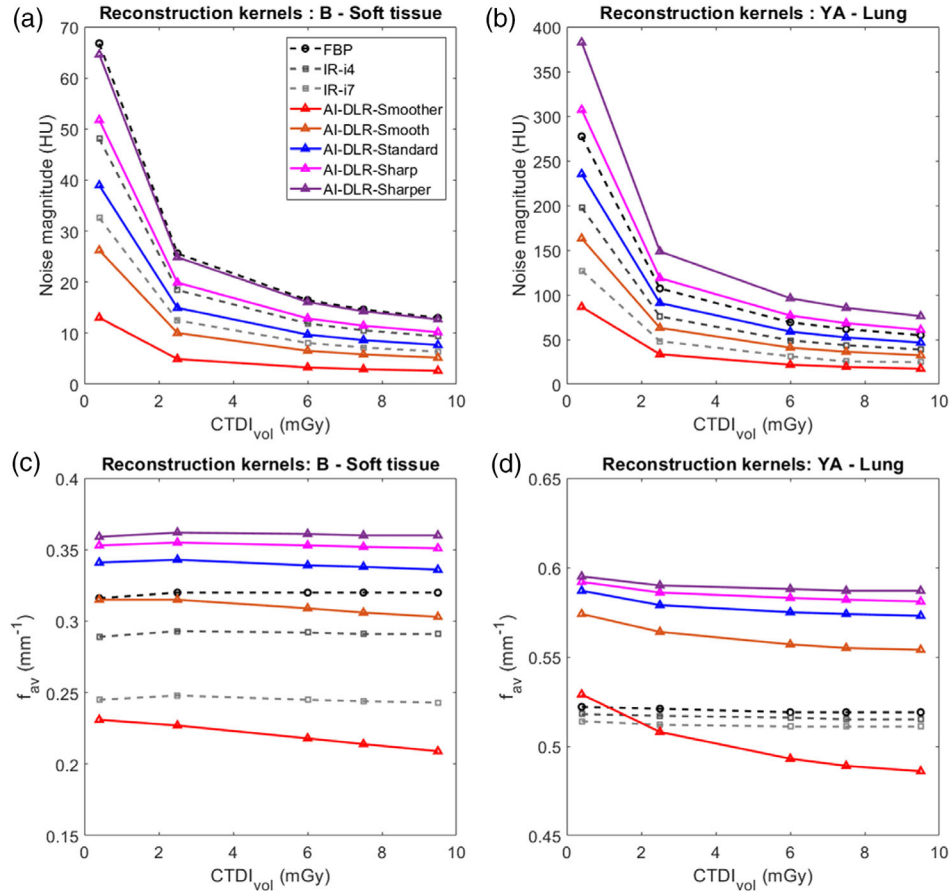 (a)
Reconstruction kernels : B - Soft tissue
Noise magnitude (HU)
70
60
50
40
30
20
10
0
0 2 4 6 8 10
CTDIvol (mGy)
FBP
IR-i4
IR-i7
AI-DLR-Smoother
AI-DLR-Smooth
AI-DLR-Standard
AI-DLR-Sharp
AI-DLR-Sharper
(b)
Reconstruction kernels : YA - Lung
Noise magnitude (HU)
400
350
300
250
200
150
100
50
0
0 2 4 6 8 10
CTDIvol (mGy)
(c)
Reconstruction kernels: B - Soft tissue
fav (mm-1)
0.4
0.35
0.3
0.25
0.2
0.15
0 2 4 6 8 10
CTDIvol (mGy)
(d)
Reconstruction kernels: YA - Lung
fav (mm-1)
0.65
0.6
0.55
0.5
0.45
0 2 4 6 8 10
CTDIvol (mGy)